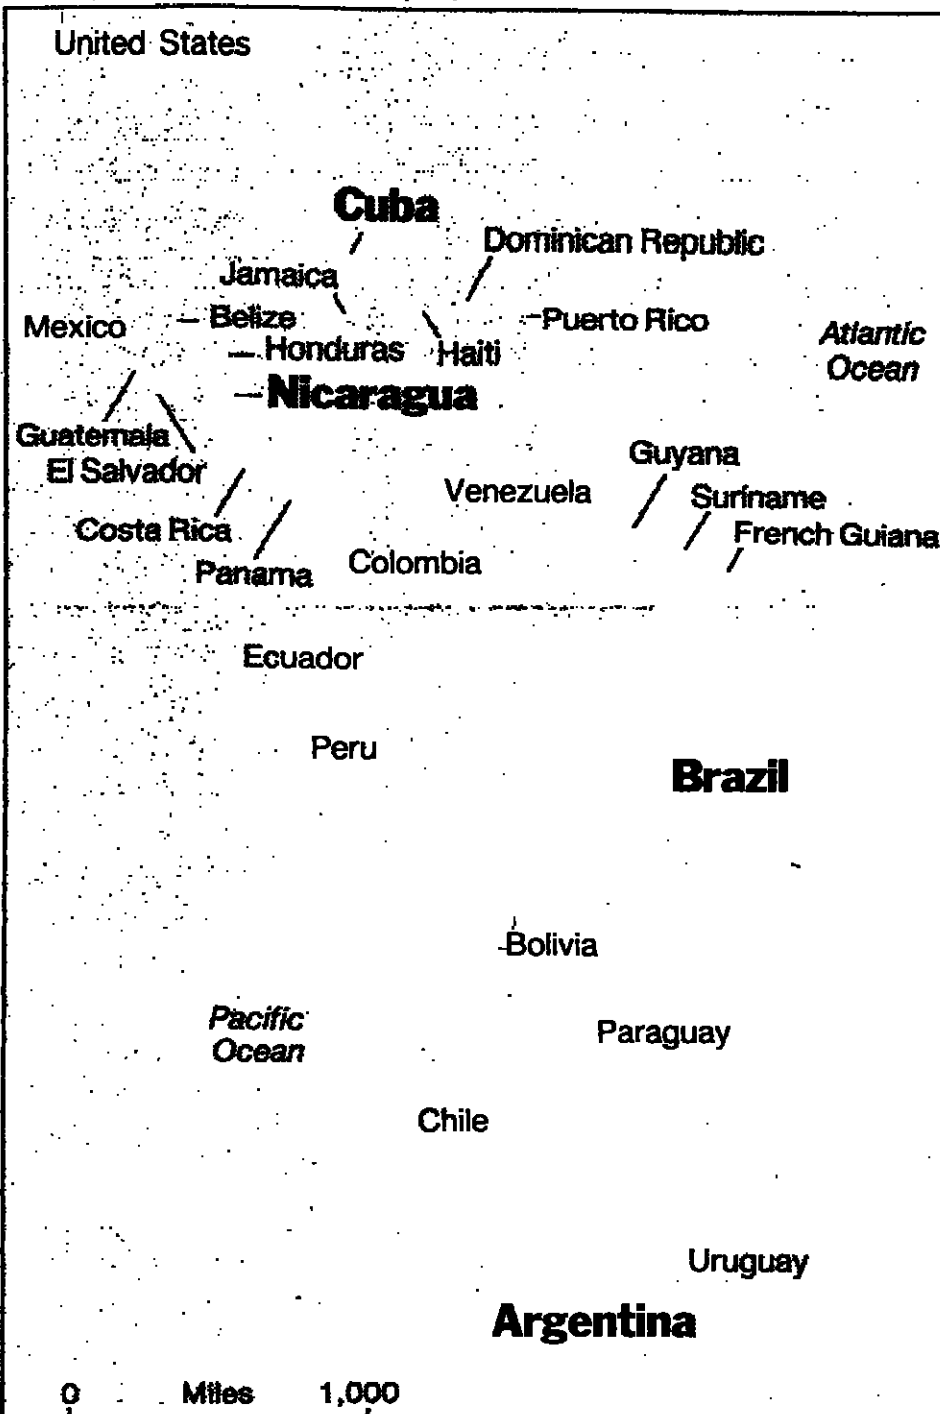 United States
Cuba
Dominican Republic
Jamaica
Mexico
Belize
Puerto Rico
Atlantic
Ocean
Honduras
Haiti
Nicaragua
Guatemala
El Salvador
Guyana
Venezuela
Suriname
Costa Rica
French Guiana
Panama
Colombia
Ecuador
Peru
Brazil
Bolivia
Pacific
Ocean
Paraguay
Chile
Uruguay
Argentina
0 Miles 1,000